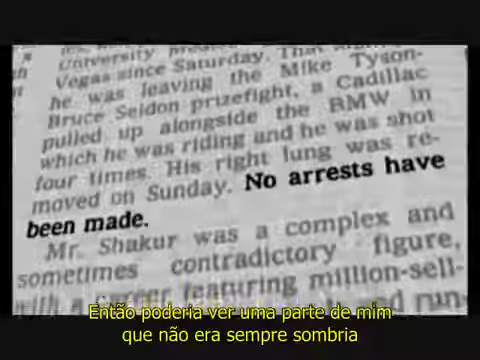 University
Vegas since Saturday. That
he was leaving the Mike Tyson-
Bruce Seldon prizefight, a Cadillac
pulled up alongside the BMW in
which he was riding and he was shot
four times. His right lung was re-
moved on Sunday. No arrests have
been made.
Mr. Shakur was a complex and
sometimes contradictory figure,
with a career featuring million-sell-
run-
Então poderia ver uma parte de mim
que não era sempre sombria